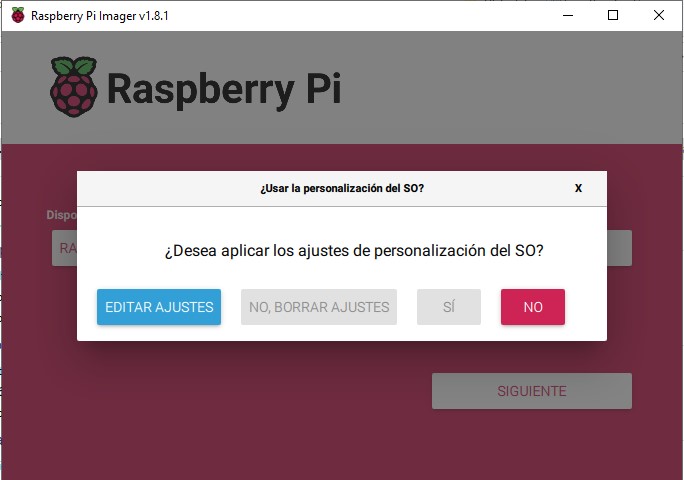 Raspberry Pi Imager v1.8.1
Raspberry Pi
¿Usar la personalización del SO?
X
Dispo
RA
¿Desea aplicar los ajustes de personalización del SO?
EDITAR AJUSTES
NO, BORRAR AJUSTES
SÍ
NO
SIGUIENTE